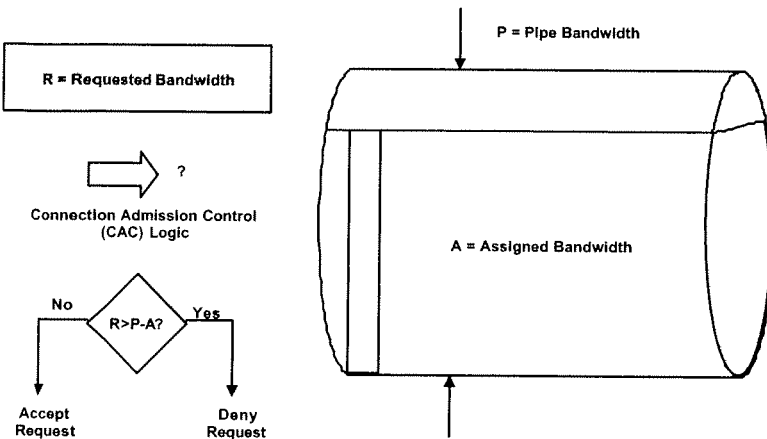 P = Pipe Bandwidth
R = Requested Bandwidth
?
Connection Admission Control
(CAC) Logic
A = Assigned Bandwidth
No
R>P-A?
Yes
Accept
Request
Deny
Request